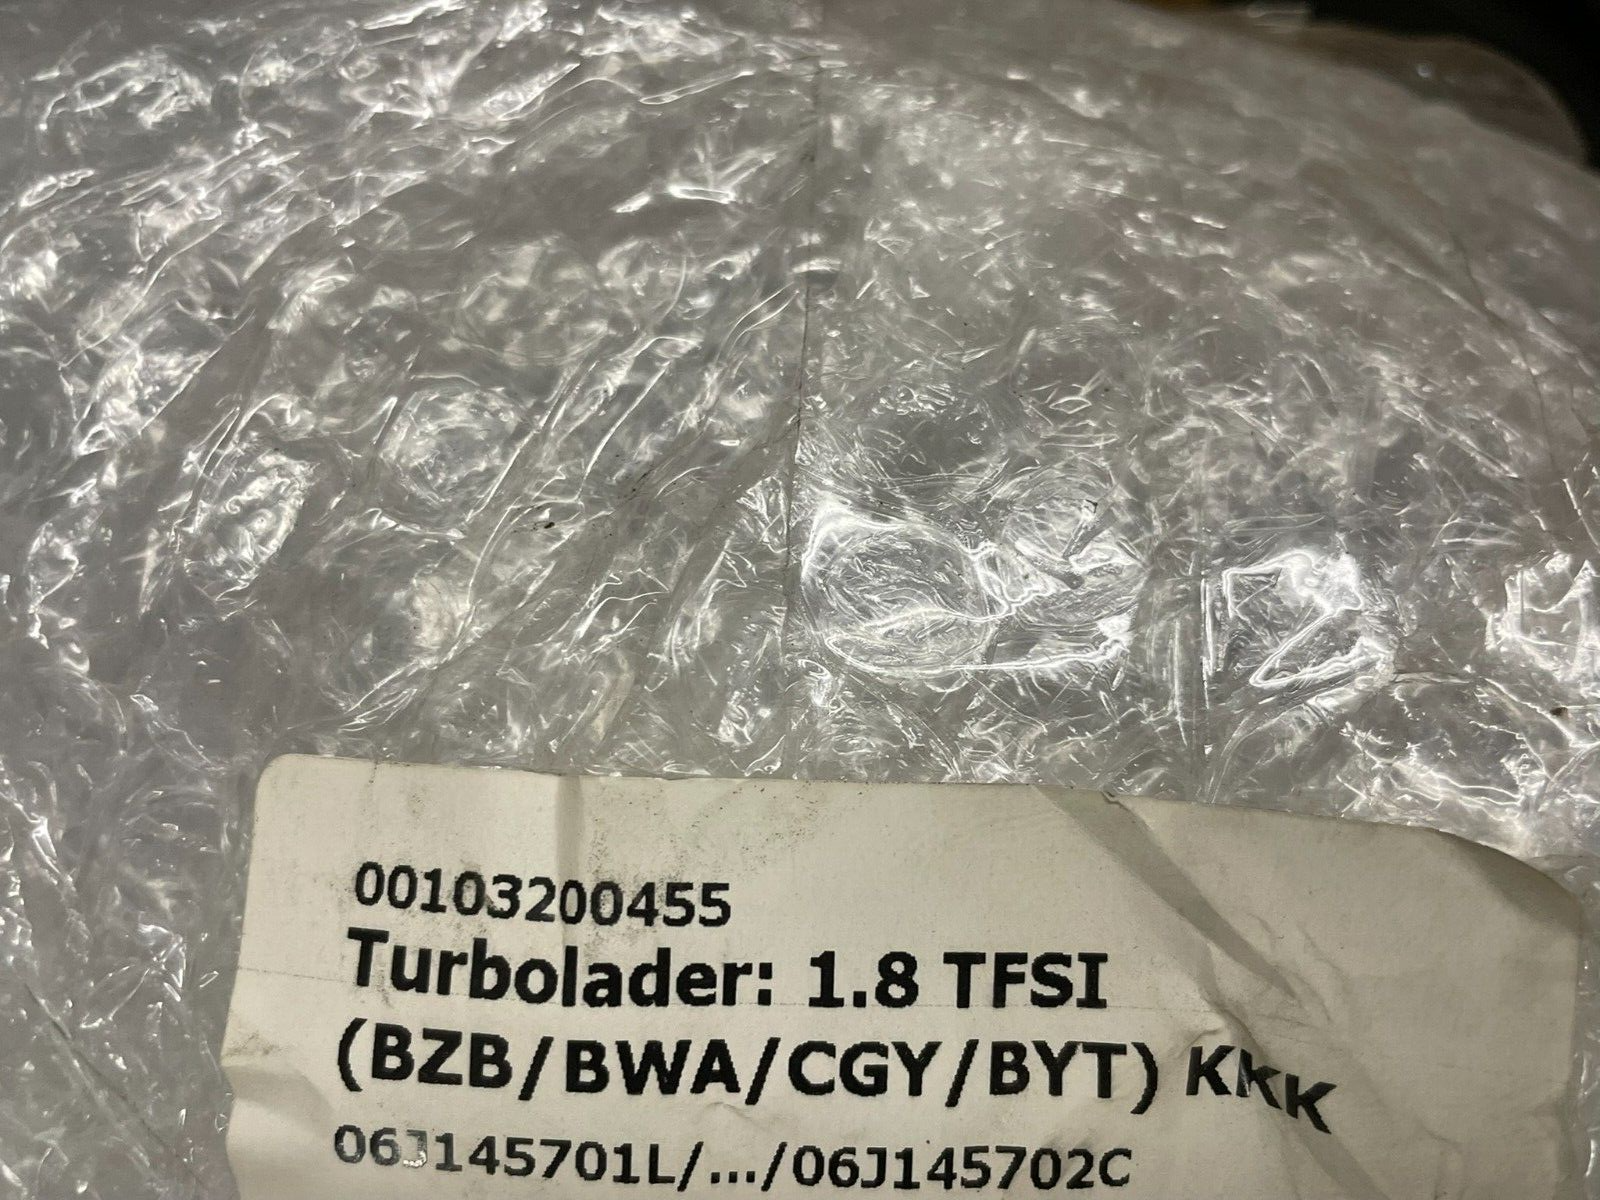 00103200455
Turbolader: 1.8 TFSI
(BZB/BWA/CGY/BYT) KKK
06J145701L/.../06J145702C